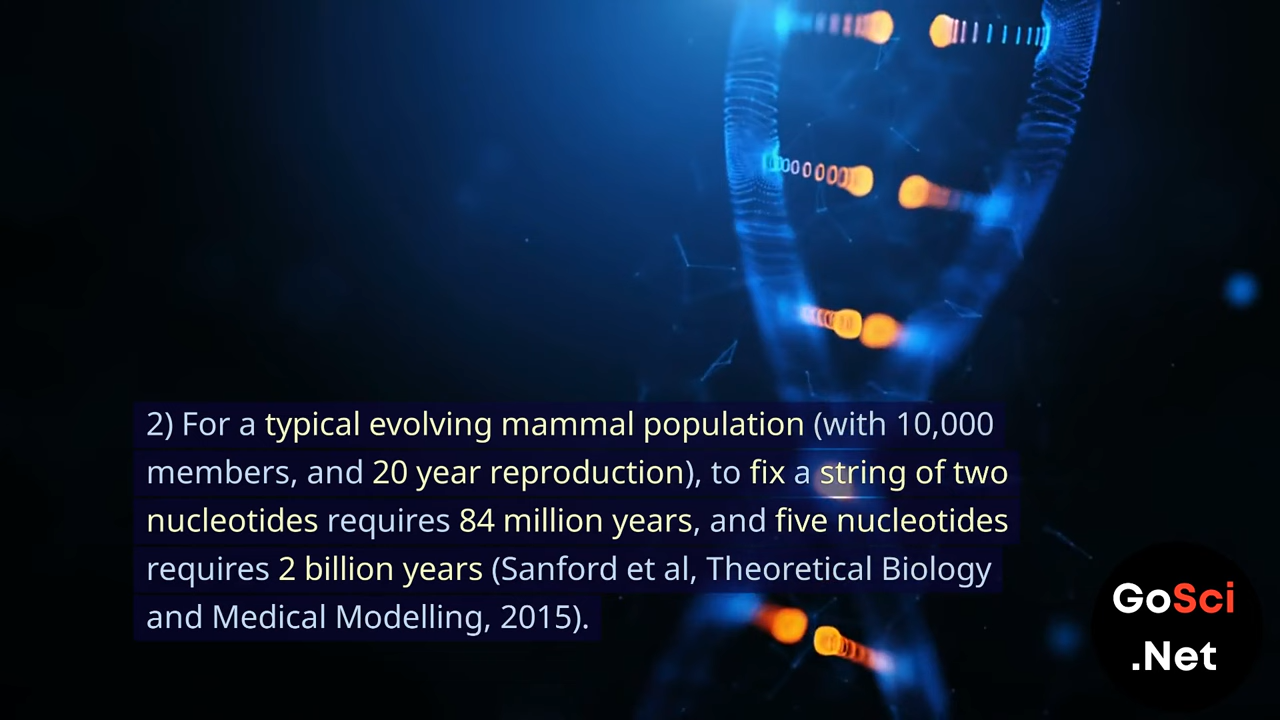 2) For a typical evolving mammal population (with 10,000
members, and 20 year reproduction), to fix a string of two
nucleotides requires 84 million years, and five nucleotides
requires 2 billion years (Sanford et al, Theoretical Biology
and Medical Modelling, 2015).
GoSci
.Net